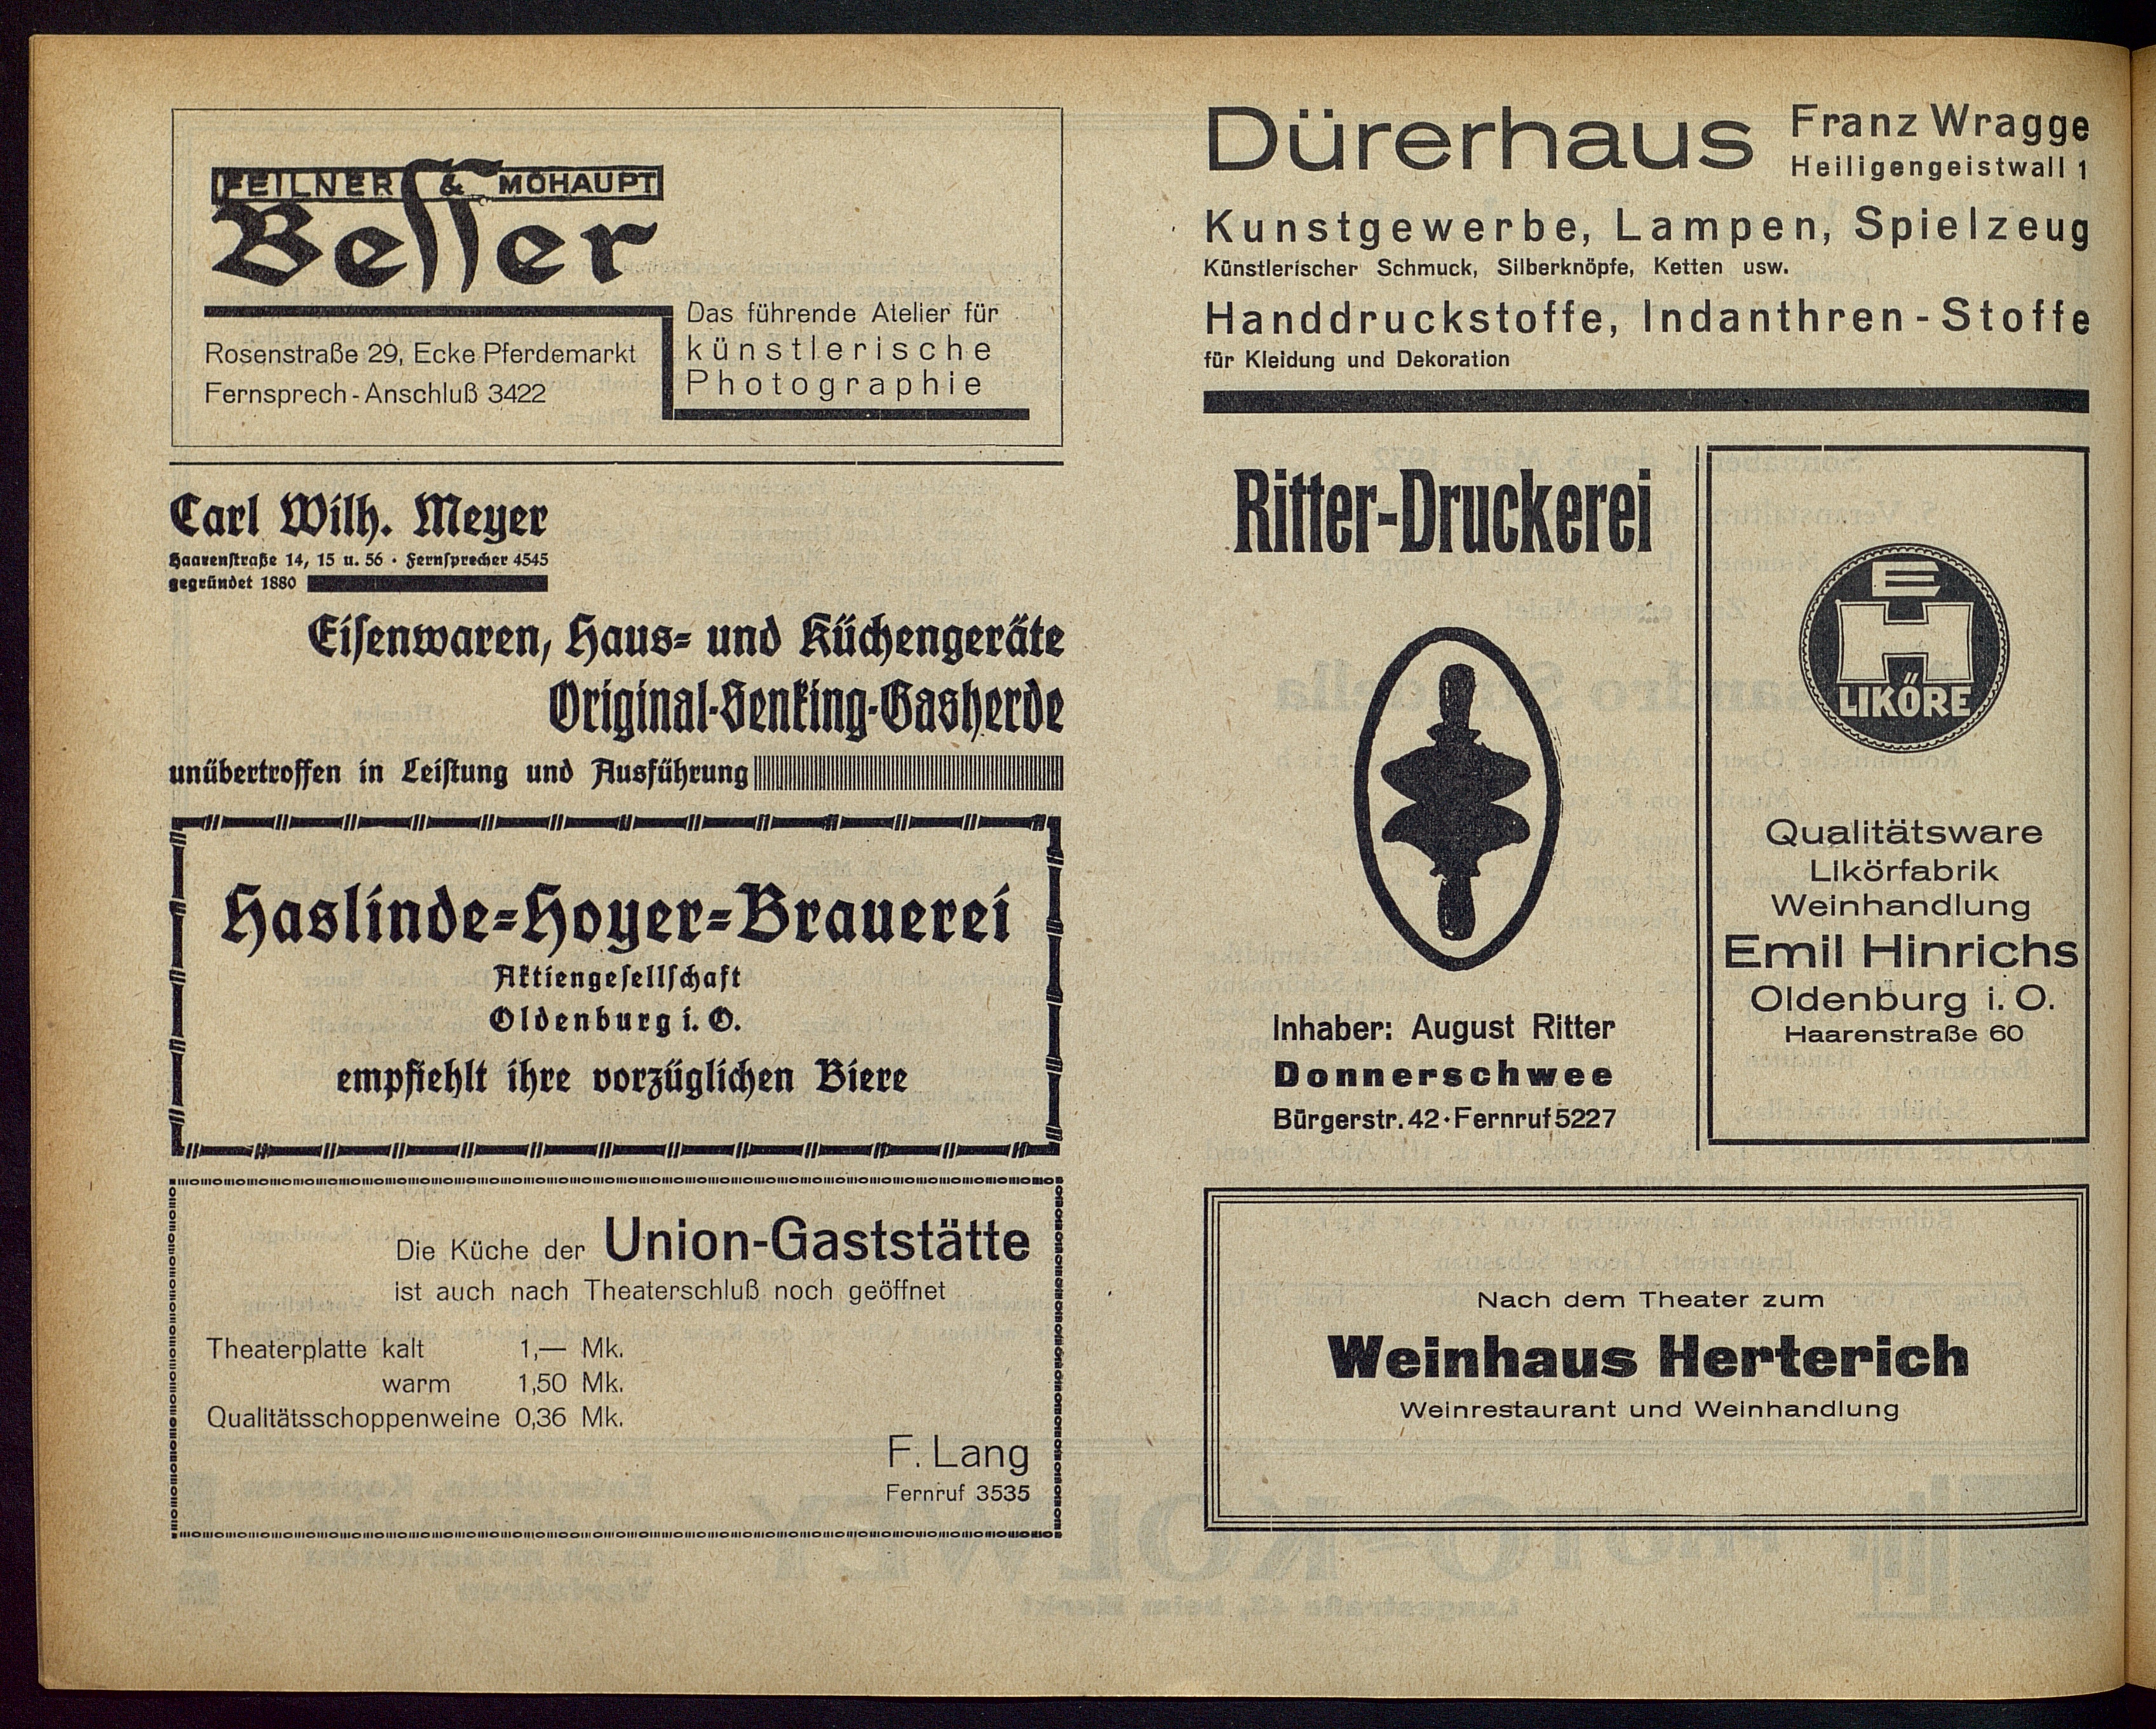 FEILNER & MOHAUPT
Besser
Das führende Atelier für
künstlerische
Photographie
Rosenstraße 29, Ecke Pferdemarkt
Fernsprech-Anschluß 3422
Carl Wilh. Meyer
Haarenstraße 14, 15 u. 56 · Fernsprecher 4545
gegründet 1880
Eisenwaren, Haus= und Küchengeräte
Original-Senking-Gasherde
unübertroffen in Leistung und Ausführung
Haslinde=Hoyer=Brauerei
Aktiengesellschaft
Oldenburg i. O.
empfiehlt ihre vorzüglichen Biere
Die Küche der Union-Gaststätte
ist auch nach Theaterschluß noch geöffnet
Theaterplatte kalt 1,— Mk.
warm 1,50 Mk.
Qualitätsschoppenweine 0,36 Mk.
F. Lang
Fernruf 3535
Dürerhaus Franz Wragge
Heiligengeistwall 1
Kunstgewerbe, Lampen, Spielzeug
Künstlerischer Schmuck, Silberknöpfe, Ketten usw.
Handdruckstoffe, Indanthren-Stoffe
für Kleidung und Dekoration
Ritter-Druckerei
Inhaber: August Ritter
Donnerschwee
Bürgerstr. 42 · Fernruf 5227
E
H
LIKÖRE
Qualitätsware
Likörfabrik
Weinhandlung
Emil Hinrichs
Oldenburg i. O.
Haarenstraße 60
Nach dem Theater zum
Weinhaus Herterich
Weinrestaurant und Weinhandlung